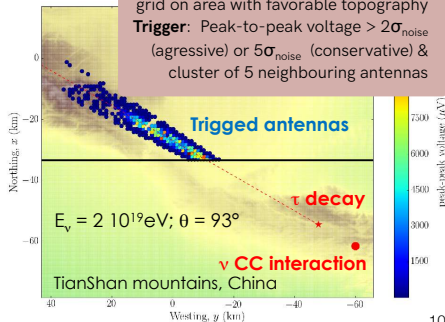 grid on area with favorable topography
Trigger: Peak-to-peak voltage > 2σnoise
(agressive) or 5σnoise (conservative) &
cluster of 5 neighbouring antennas
0
−20
−40
−60
Northing, x (km)
Trigged antennas
τ decay
Eν = 2 10¹⁹eV; θ = 93°
ν CC interaction
TianShan mountains, China
40
20
0
−20
−40
−60
Westing, y (km)
7500
6000
4500
3000
1500
peak-peak voltage
10